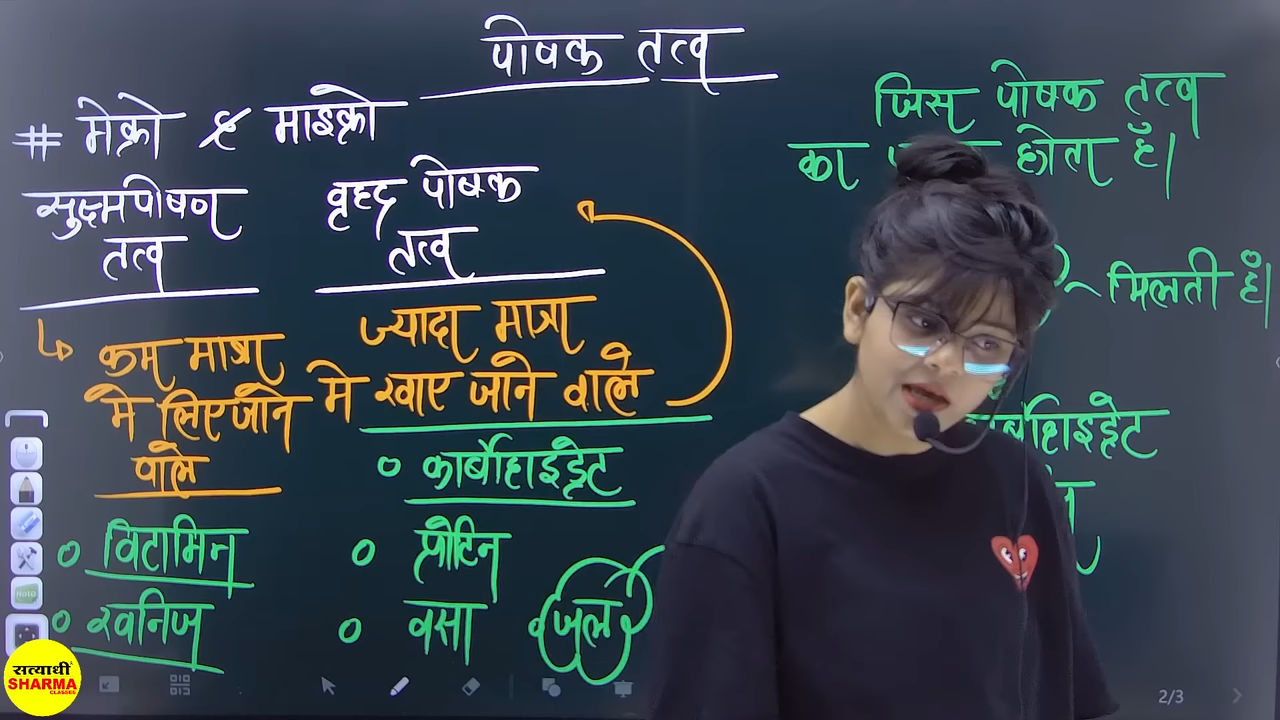 पोषक तत्व
# मेक्रो & माइक्रो
सुक्ष्मपोषण
तत्व
कम मात्रा
में लिए जाने
वाले
विटामिन
खनिज
वृहद्र पोषक
तत्व
ज्यादा मात्रा
मे खाए जाने वाले
कार्बोहाइड्रेट
प्रोटिन
वसा
जल
जिस पोषक तत्व
का होता हैं।
मिलती हैं।
सत्यार्थी
SHARMA
CLASSES
Note
2/3